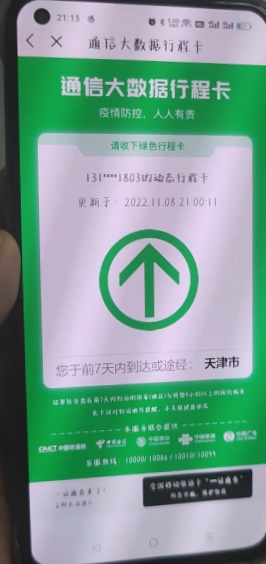 21:13
通信大数据行程卡
通信大数据行程卡
疫情防控,人人有责
请收下绿色行程卡
131****1803的动态行程卡
更新于:2022.11.08 21:00:11
您于前7天内到达或途经: 天津市
本服务联合提供
CAICT 中国信通院 中国电信 中国移动 中国联通 中国广电
客服热线:10000/10086/10010/10099
全国移动电话卡“一证通查”